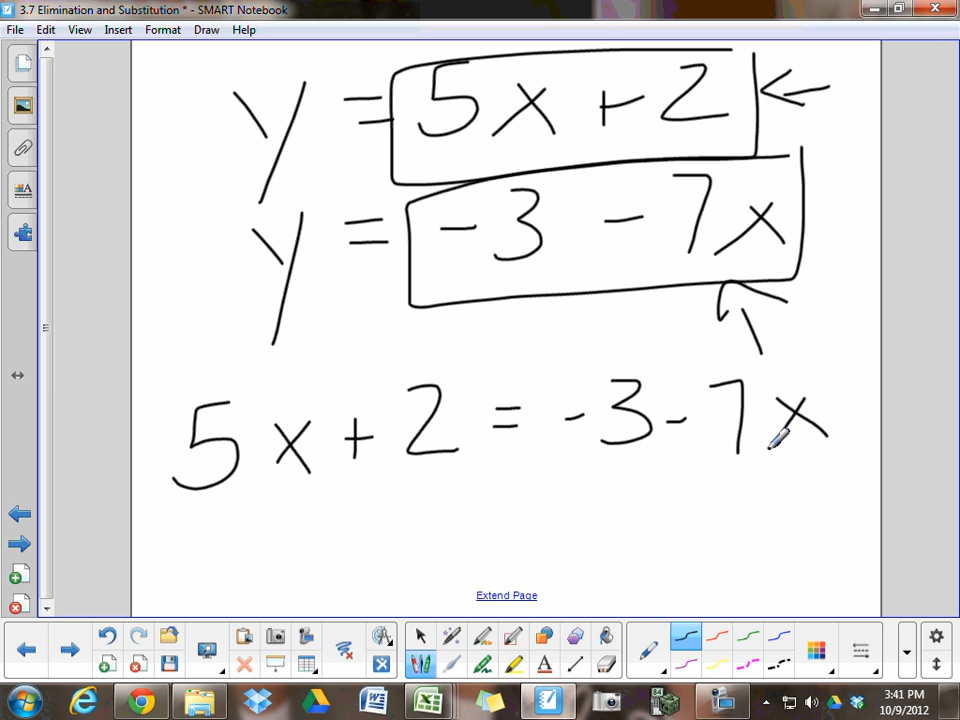 3.7 Elimination and Substitution * - SMART Notebook
File Edit View Insert Format Draw Help
y = 5x + 2
y = -3 - 7x
5x + 2 = -3 - 7x
Extend Page
3:41 PM
10/9/2012